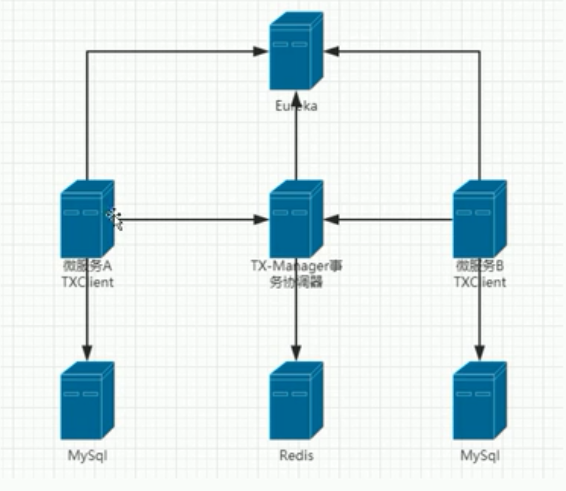 Eureka
微服务A
TXClient
TX-Manager事
务协调器
微服务B
TXClient
MySql
Redis
MySql